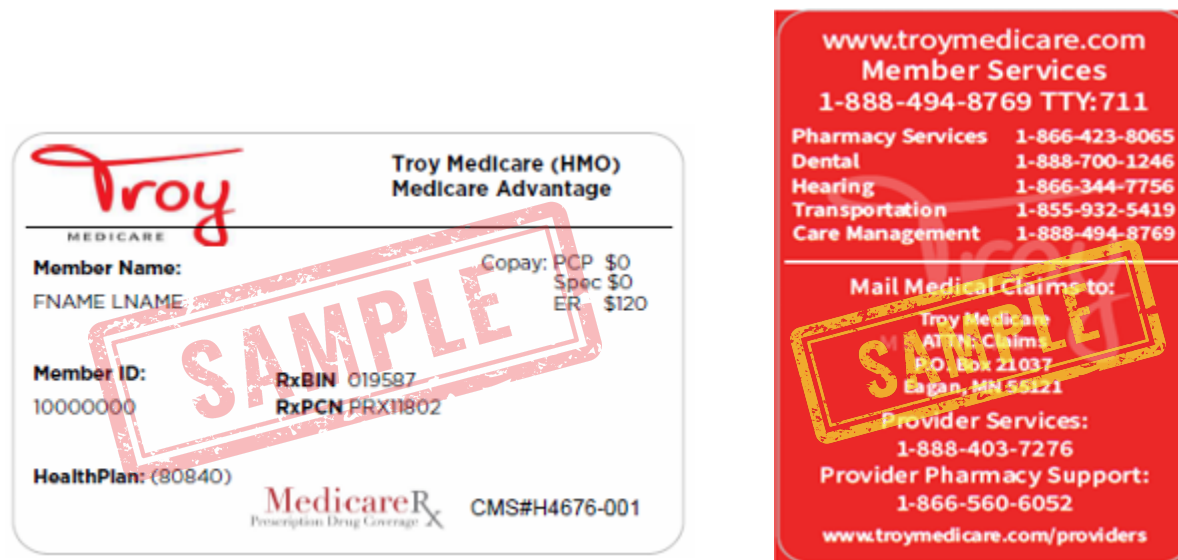 Troy
MEDICARE
Troy Medicare (HMO)
Medicare Advantage
Member Name:
FNAME LNAME
Copay: PCP $0
Spec $0
ER $120
SAMPLE
Member ID:
10000000
RxBIN 019587
RxPCN PRX11802
HealthPlan: (80840)
MedicareRx
Prescription Drug Coverage
CMS#H4676-001
www.troymedicare.com
Member Services
1-888-494-8769 TTY:711
Pharmacy Services 1-866-423-8065
Dental 1-888-700-1246
Hearing 1-866-344-7756
Transportation 1-855-932-5419
Care Management 1-888-494-8769
Troy
Mail Medical Claims to:
Troy Medicare
ATTN: Claims
P.O. Box 21037
Eagan, MN 55121
SAMPLE
Provider Services:
1-888-403-7276
Provider Pharmacy Support:
1-866-560-6052
www.troymedicare.com/providers